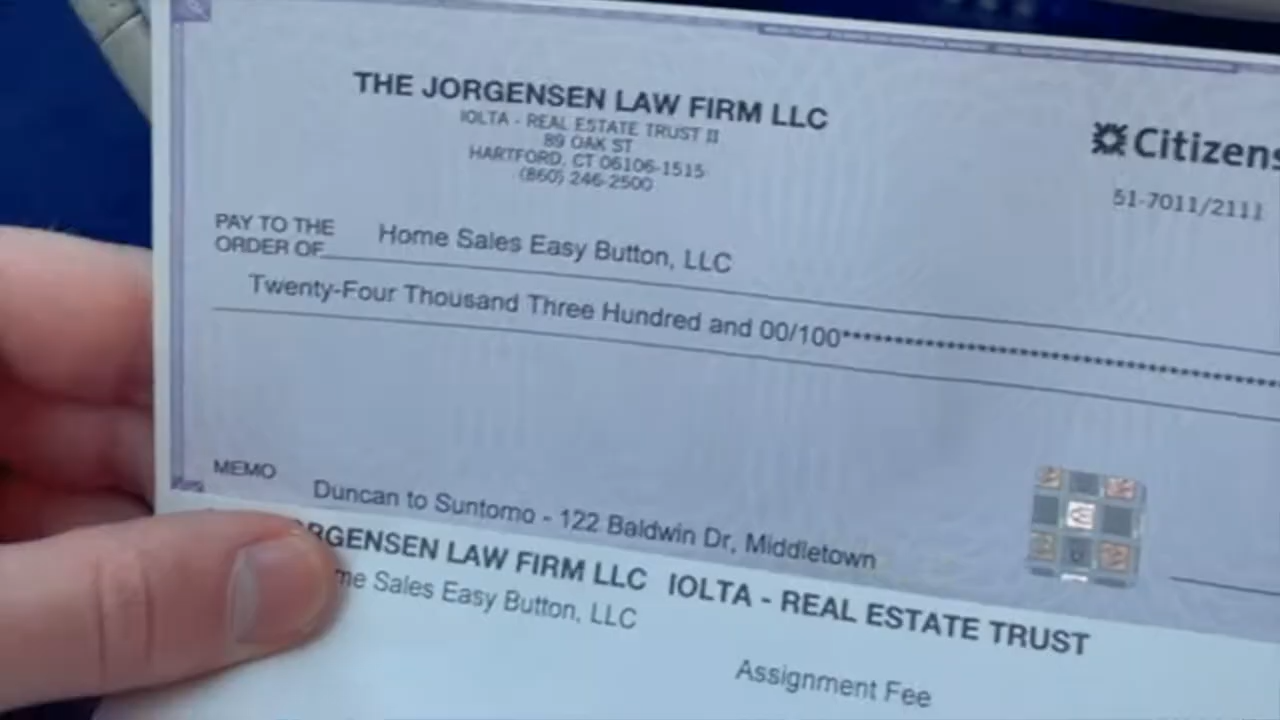 THE JORGENSEN LAW FIRM LLC
IOLTA - REAL ESTATE TRUST II
89 OAK ST
HARTFORD, CT 06106-1515
(860) 246-2500
Citizens
51-7011/2111
PAY TO THE
ORDER OF
Home Sales Easy Button, LLC
Twenty-Four Thousand Three Hundred and 00/100******************************************
MEMO
Duncan to Suntomo - 122 Baldwin Dr, Middletown
RGENSEN LAW FIRM LLC IOLTA - REAL ESTATE TRUST
me Sales Easy Button, LLC
Assignment Fee